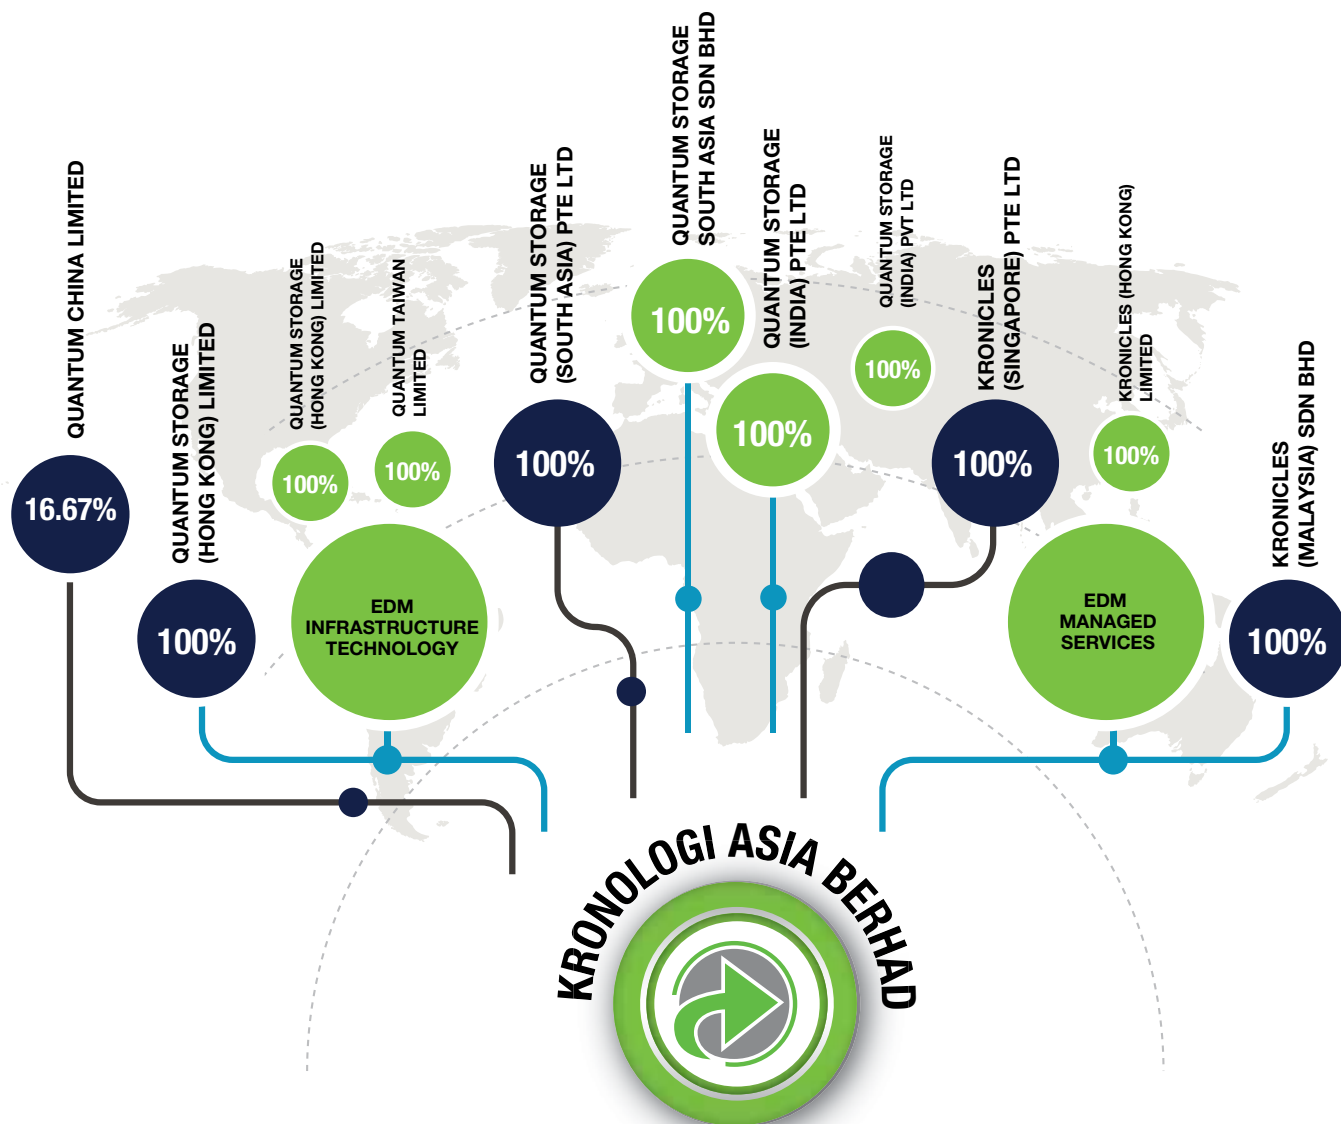 QUANTUM CHINA LIMITED
16.67%
QUANTUM STORAGE
(HONG KONG) LIMITED
100%
QUANTUM STORAGE
(HONG KONG) LIMITED
100%
QUANTUM TAIWAN
LIMITED
100%
EDM
INFRASTRUCTURE
TECHNOLOGY
QUANTUM STORAGE
(SOUTH ASIA) PTE LTD
100%
QUANTUM STORAGE
SOUTH ASIA SDN BHD
100%
QUANTUM STORAGE
(INDIA) PTE LTD
100%
QUANTUM STORAGE
(INDIA) PVT LTD
100%
KRONICLES
(SINGAPORE) PTE LTD
100%
KRONICLES (HONG KONG)
LIMITED
100%
EDM
MANAGED
SERVICES
KRONICLES
(MALAYSIA) SDN BHD
100%
KRONOLOGI ASIA BERHAD